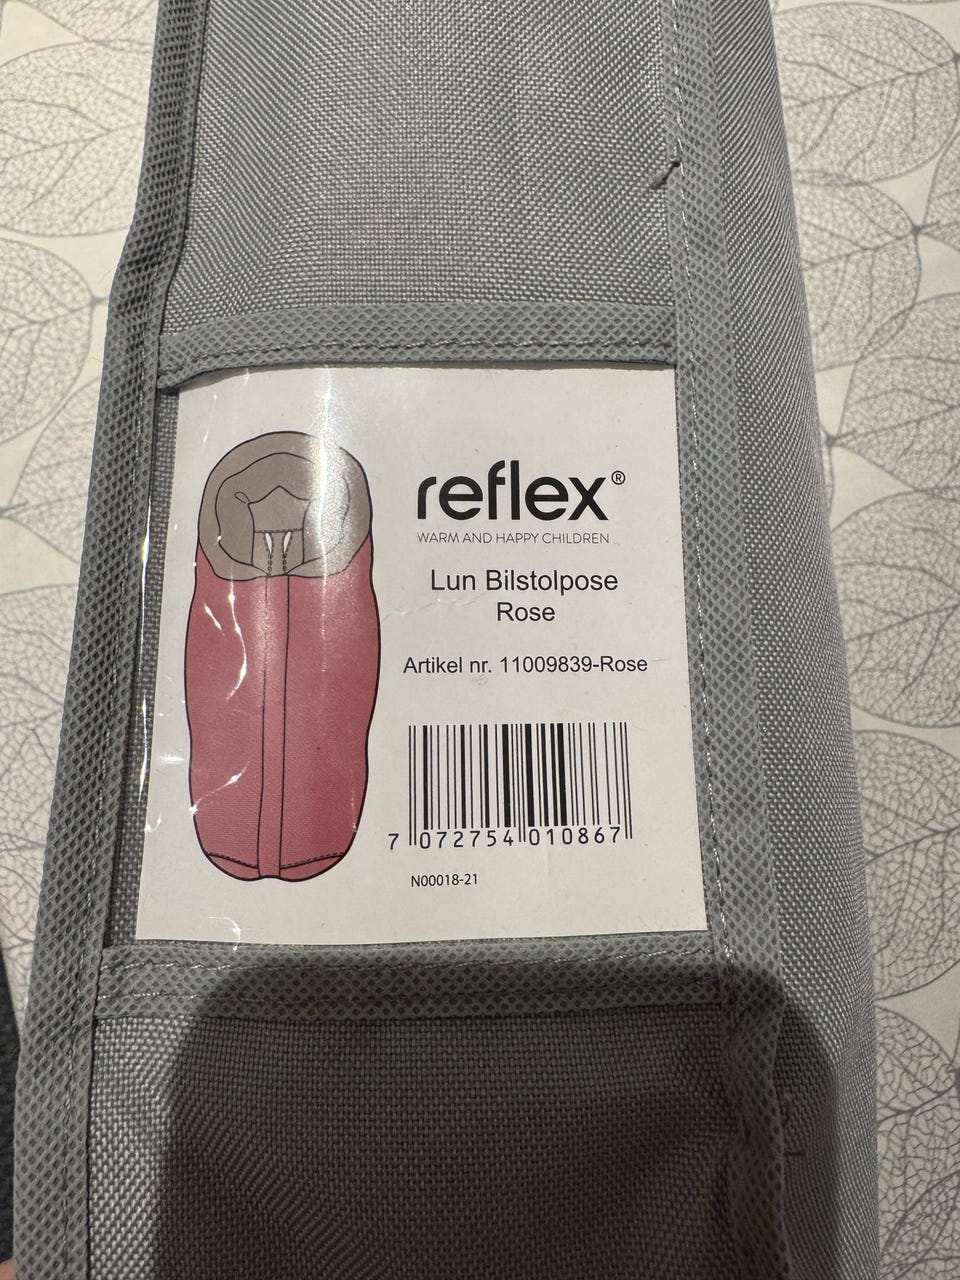 reflex®
WARM AND HAPPY CHILDREN
Lun Bilstolpose
Rose
Artikel nr. 11009839-Rose
7 072754 010867
N00018-21